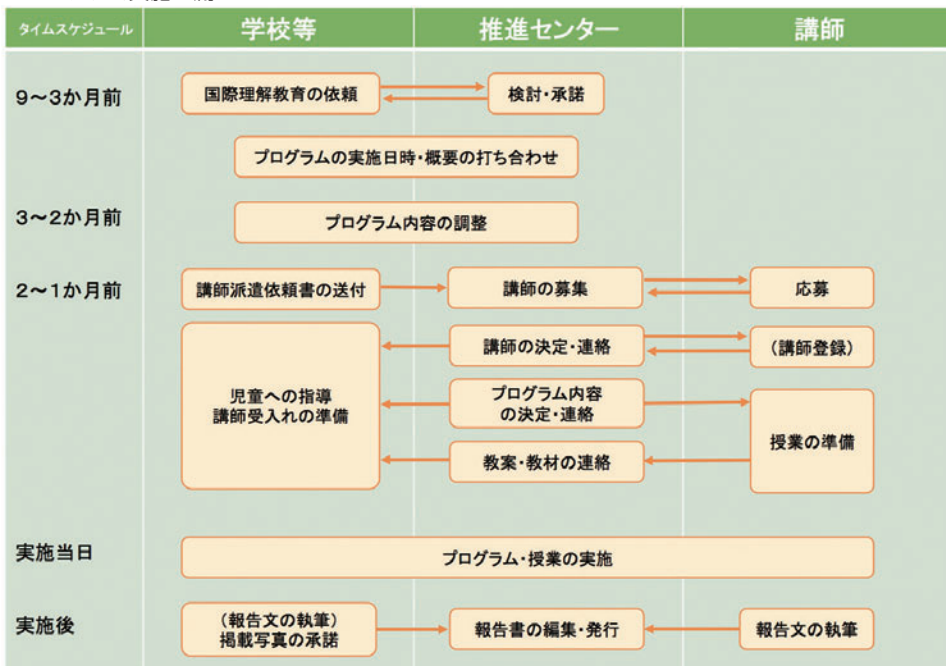 タイムスケジュール
学校等
推進センター
講師
9～3か月前
国際理解教育の依頼
検討・承諾
プログラムの実施日時・概要の打ち合わせ
3～2か月前
プログラム内容の調整
2～1か月前
講師派遣依頼書の送付
講師の募集
応募
児童への指導
講師受入れの準備
講師の決定・連絡
（講師登録）
プログラム内容
の決定・連絡
授業の準備
教案・教材の連絡
実施当日
プログラム・授業の実施
実施後
（報告文の執筆）
掲載写真の承諾
報告書の編集・発行
報告文の執筆